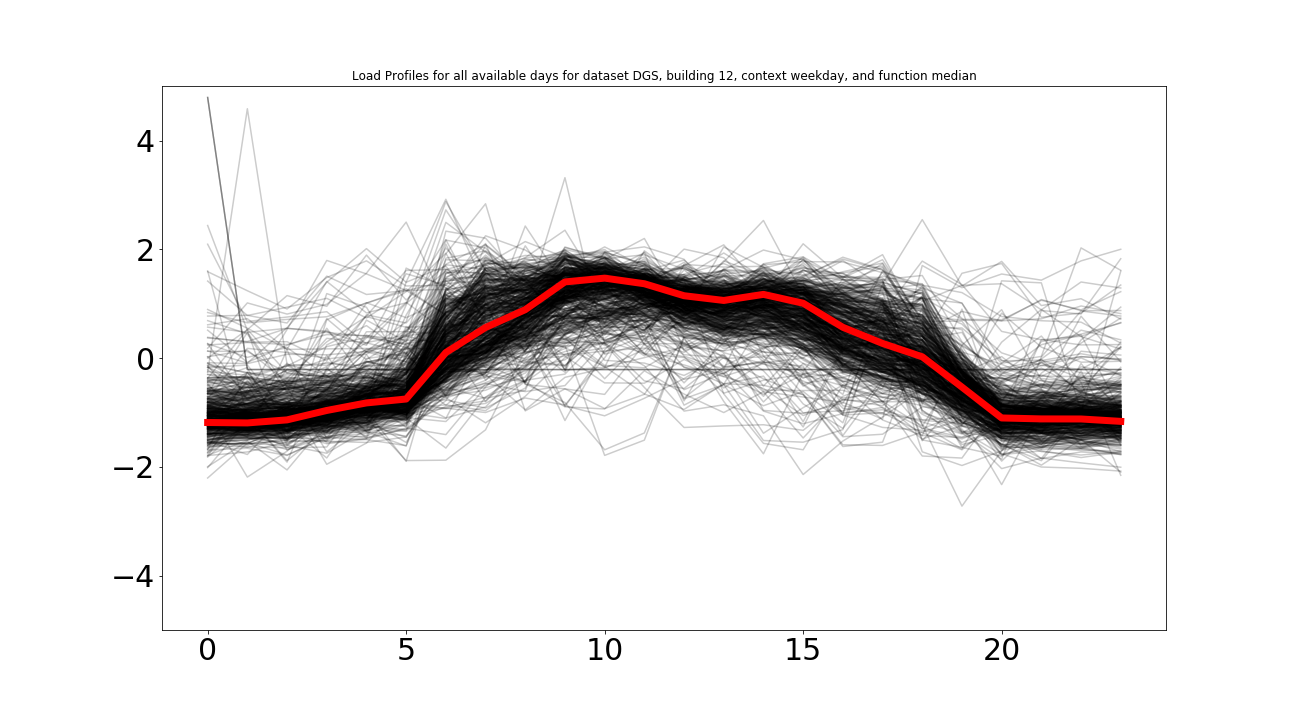 Load Profiles for all available days for dataset DGS, building 12, context weekday, and function median
4
2
0
−2
−4
0 5 10 15 20